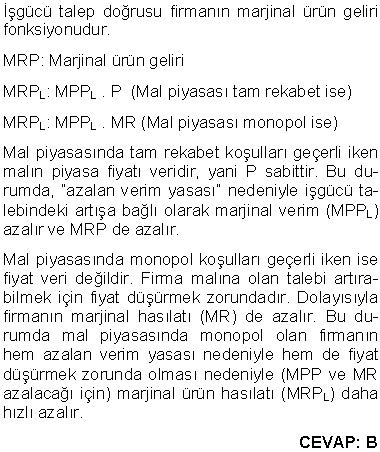 İşgücü talep doğrusu firmanın marjinal ürün geliri
fonksiyonudur.
MRP: Marjinal ürün geliri
MRPL: MPPL . P (Mal piyasası tam rekabet ise)
MRPL: MPPL . MR (Mal piyasası monopol ise)
Mal piyasasında tam rekabet koşulları geçerli iken
malın piyasa fiyatı veridir, yani P sabittir. Bu du-
rumda, "azalan verim yasası" nedeniyle işgücü ta-
lebindeki artışa bağlı olarak marjinal verim (MPPL)
azalır ve MRP de azalır.
Mal piyasasında monopol koşulları geçerli iken ise
fiyat veri değildir. Firma malına olan talebi artıra-
bilmek için fiyat düşürmek zorundadır. Dolayısıyla
firmanın marjinal hasılatı (MR) de azalır. Bu du-
rumda mal piyasasında monopol olan firmanın
hem azalan verim yasası nedeniyle hem de fiyat
düşürmek zorunda olması nedeniyle (MPP ve MR
azalacağı için) marjinal ürün hasılatı (MRPL) daha
hızlı azalır.
CEVAP: B